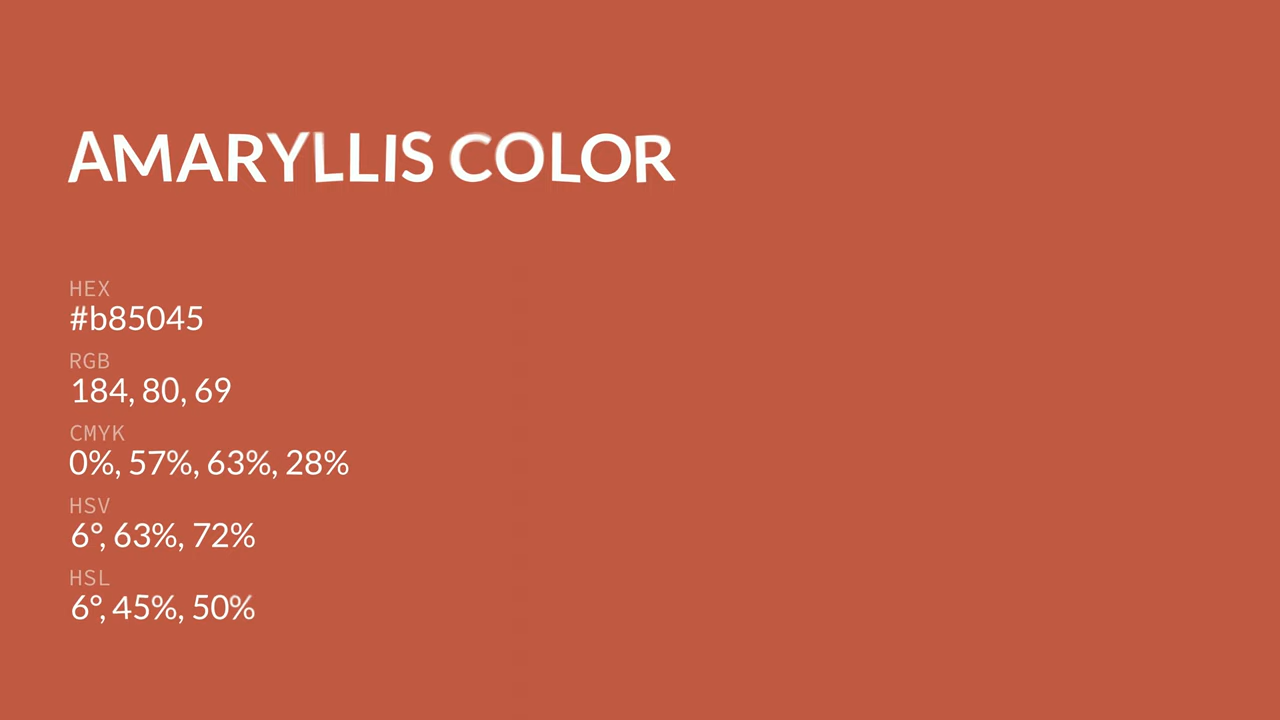 AMARYLLIS COLOR
HEX
#b85045
RGB
184, 80, 69
CMYK
0%, 57%, 63%, 28%
HSV
6°, 63%, 72%
HSL
6°, 45%, 50%